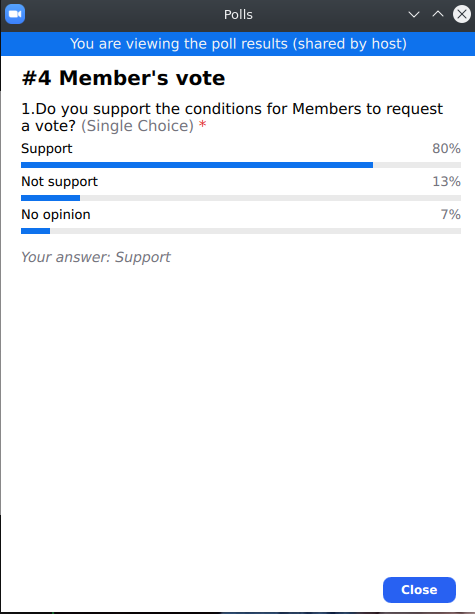 Polls
You are viewing the poll results (shared by host)
#4 Member's vote
1.Do you support the conditions for Members to request
a vote? (Single Choice) *
Support 80%
Not support 13%
No opinion 7%
Your answer: Support
Close